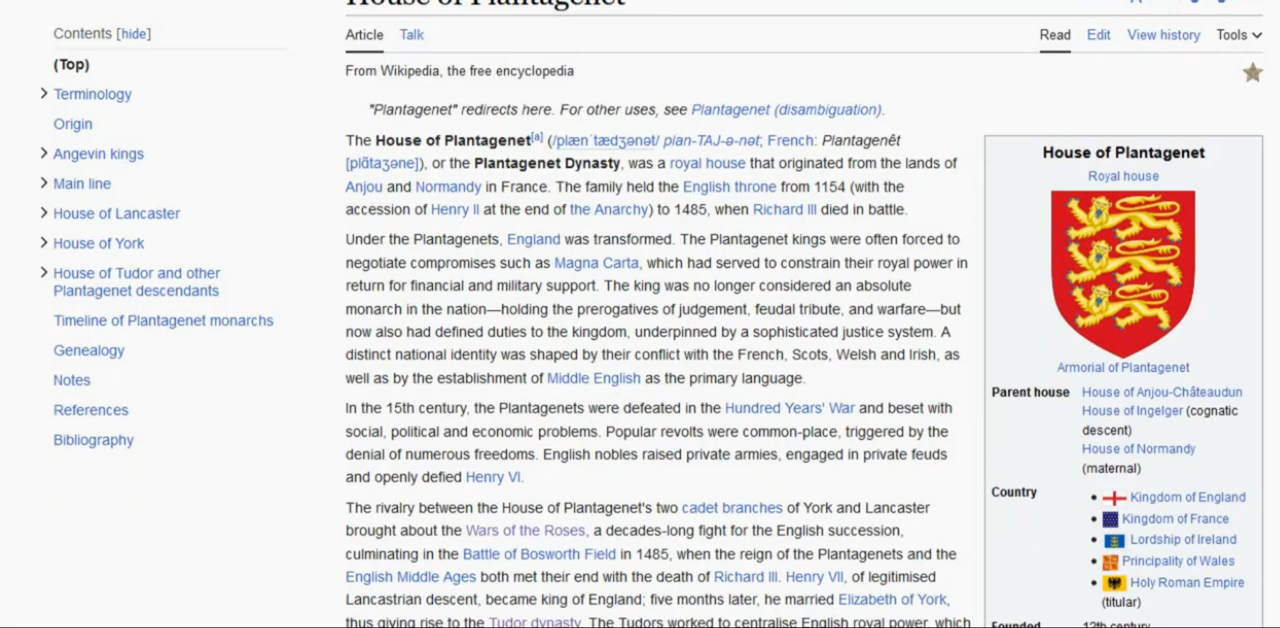 House of Plantagenet
Contents [hide]
(Top)
Terminology
Origin
Angevin kings
Main line
House of Lancaster
House of York
House of Tudor and other
Plantagenet descendants
Timeline of Plantagenet monarchs
Genealogy
Notes
References
Bibliography
Article Talk
Read Edit View history Tools
From Wikipedia, the free encyclopedia
"Plantagenet" redirects here. For other uses, see Plantagenet (disambiguation).
The House of Plantagenet[a] (/plænˈtædʒənət/ plan-TAJ-ə-nət; French: Plantagenêt
[plɑ̃taʒənɛ]), or the Plantagenet Dynasty, was a royal house that originated from the lands of
Anjou and Normandy in France. The family held the English throne from 1154 (with the
accession of Henry II at the end of the Anarchy) to 1485, when Richard III died in battle.
Under the Plantagenets, England was transformed. The Plantagenet kings were often forced to
negotiate compromises such as Magna Carta, which had served to constrain their royal power in
return for financial and military support. The king was no longer considered an absolute
monarch in the nation—holding the prerogatives of judgement, feudal tribute, and warfare—but
now also had defined duties to the kingdom, underpinned by a sophisticated justice system. A
distinct national identity was shaped by their conflict with the French, Scots, Welsh and Irish, as
well as by the establishment of Middle English as the primary language.
In the 15th century, the Plantagenets were defeated in the Hundred Years' War and beset with
social, political and economic problems. Popular revolts were common-place, triggered by the
denial of numerous freedoms. English nobles raised private armies, engaged in private feuds
and openly defied Henry VI.
The rivalry between the House of Plantagenet's two cadet branches of York and Lancaster
brought about the Wars of the Roses, a decades-long fight for the English succession,
culminating in the Battle of Bosworth Field in 1485, when the reign of the Plantagenets and the
English Middle Ages both met their end with the death of Richard III. Henry VII, of legitimised
Lancastrian descent, became king of England; five months later, he married Elizabeth of York,
thus giving rise to the Tudor dynasty. The Tudors worked to centralise English royal power, which
House of Plantagenet
Royal house
Armorial of Plantagenet
Parent house House of Anjou-Châteaudun
House of Ingelger (cognatic
descent)
House of Normandy
(maternal)
Country • Kingdom of England
• Kingdom of France
• Lordship of Ireland
• Principality of Wales
• Holy Roman Empire
(titular)
Founded 12th century